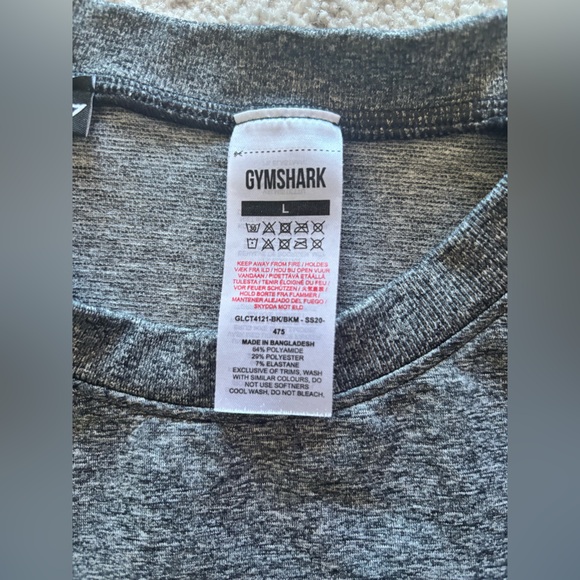 GYMSHARK
L
KEEP AWAY FROM FIRE / HOLDES
VÆK FRA ILD / HOU BIJ OPEN VUUR
VANDAAN / PIDETTÄVÄ ETÄÄLLÄ
TULESTA / TENIR ÉLOIGNÉ DU FEU /
VOR FEUER SCHÜTZEN /
HOLD BORTE FRA FLAMMER /
MANTENER ALEJADO DEL FUEGO /
SKYDDA MOT ELD
GLCT4121-BK/BKM - SS20-
475
MADE IN BANGLADESH
64% POLYAMIDE
29% POLYESTER
7% ELASTANE
EXCLUSIVE OF TRIMS, WASH
WITH SIMILAR COLOURS, DO
NOT USE SOFTNERS
COOL WASH, DO NOT BLEACH.